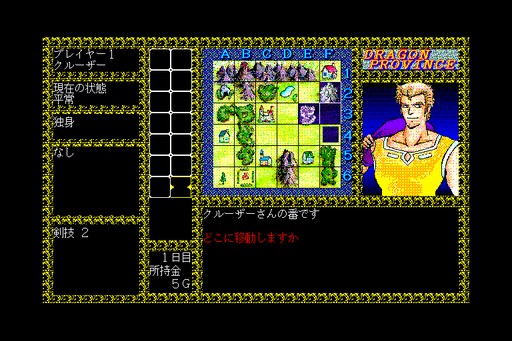 プレイヤー1
クルーザー
現在の状態
平常
独身
なし
剣技 2
1日目
所持金
5G
A B C D E F
1
2
3
4
5
6
DRAGON
PROVINCE
クルーザーさんの番です
どこに移動しますか